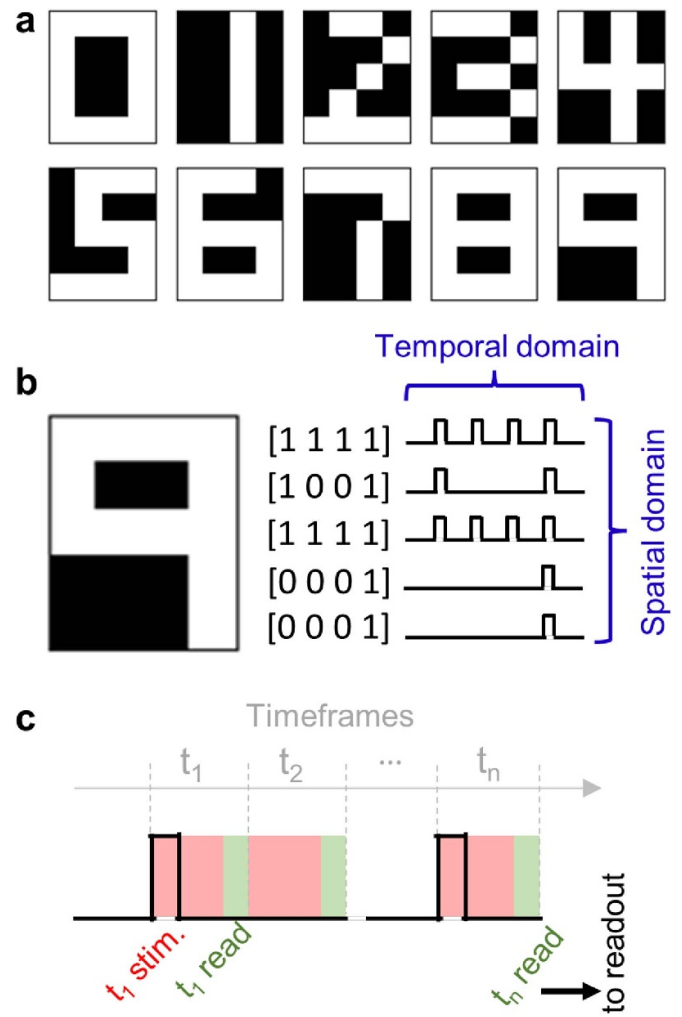 a
b
Temporal domain
[1 1 1 1]
[1 0 0 1]
[1 1 1 1]
[0 0 0 1]
[0 0 0 1]
Spatial domain
c
Timeframes
t₁ t₂ ... tₙ
t₁ stim.
t₁ read
tₙ read
to readout